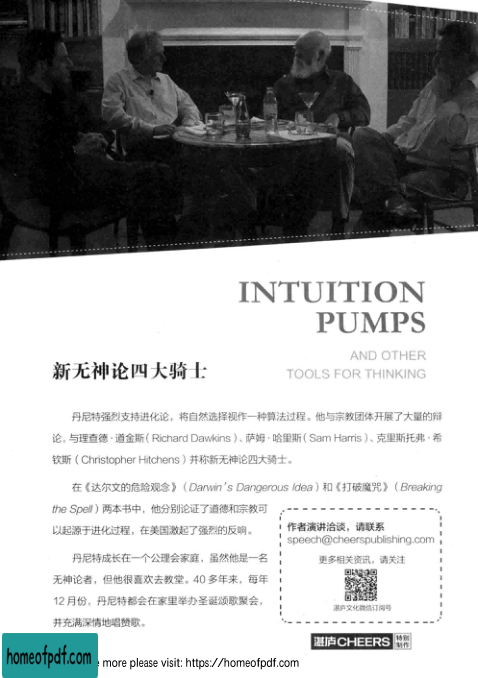 INTUITION
PUMPS
AND OTHER
TOOLS FOR THINKING
新无神论四大骑士
丹尼特强烈支持进化论，将自然选择视作一种算法过程。他与宗教团体开展了大量的辩
论，与理查德·道金斯（Richard Dawkins）、萨姆·哈里斯（Sam Harris）、克里斯托弗·希
钦斯（Christopher Hitchens）并称新无神论四大骑士。
在《达尔文的危险观念》（Darwin's Dangerous Idea）和《打破魔咒》（Breaking
the Spell）两本书中，他分别论证了道德和宗教可
以起源于进化过程，在美国激起了强烈的反响。
丹尼特成长在一个公理会家庭，虽然他是一名
无神论者，但他很喜欢去教堂。40 多年来，每年
12 月份，丹尼特都会在家里举办圣诞颂歌聚会，
并充满深情地唱赞歌。
作者演讲洽谈，请联系
speech@cheerspublishing.com
更多相关资讯，请关注
湛庐文化微信订阅号
湛庐CHEERS 特别制作
homeofpdf.com
e more please visit: https://homeofpdf.com